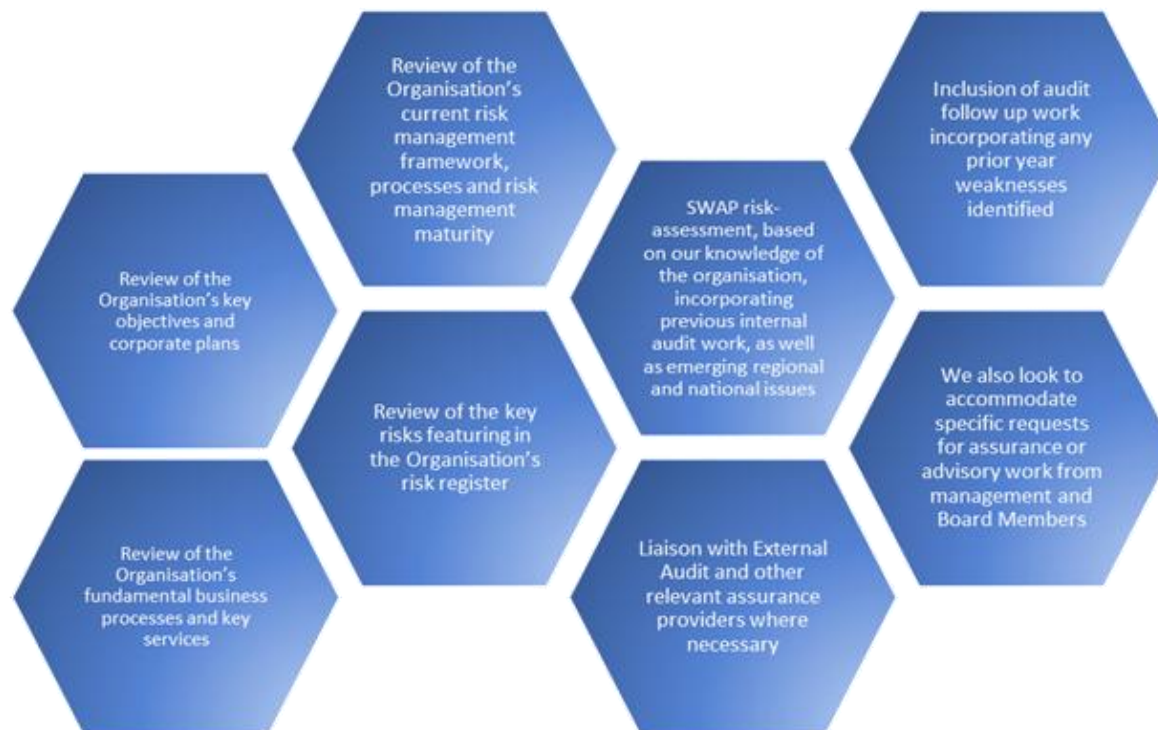 Review of the
Organisation's
current risk
management
framework,
processes and risk
management
maturity
Inclusion of audit
follow up work
incorporating any
prior year
weaknesses
identified
SWAP risk-
assessment, based
on our knowledge of
the organisation,
incorporating
previous internal
audit work, as well
as emerging regional
and national issues
Review of the
Organisation's key
objectives and
corporate plans
Review of the key
risks featuring in
the Organisation's
risk register
We also look to
accommodate
specific requests
for assurance or
advisory work from
management and
Board Members
Review of the
Organisation's
fundamental business
processes and key
services
Liaison with External
Audit and other
relevant assurance
providers where
necessary